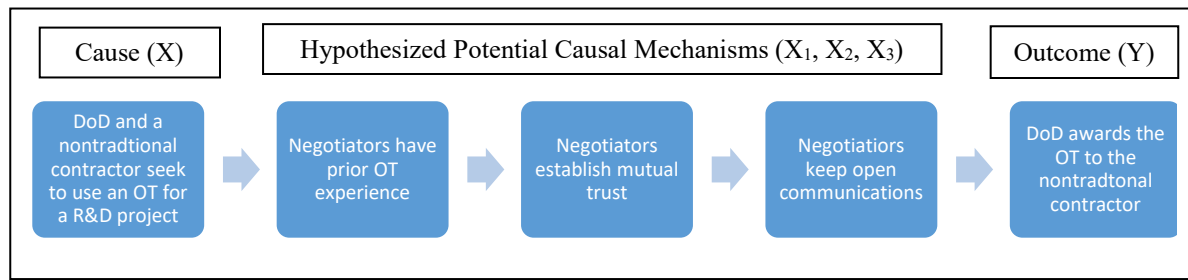 Cause (X)
Hypothesized Potential Causal Mechanisms (X₁, X₂, X₃)
Outcome (Y)
DoD and a
nontradtional
contractor seek
to use an OT for
a R&D project
Negotiators have
prior OT
experience
Negotiators
establish mutual
trust
Negotiatiors
keep open
communications
DoD awards the
OT to the
nontradtonal
contractor